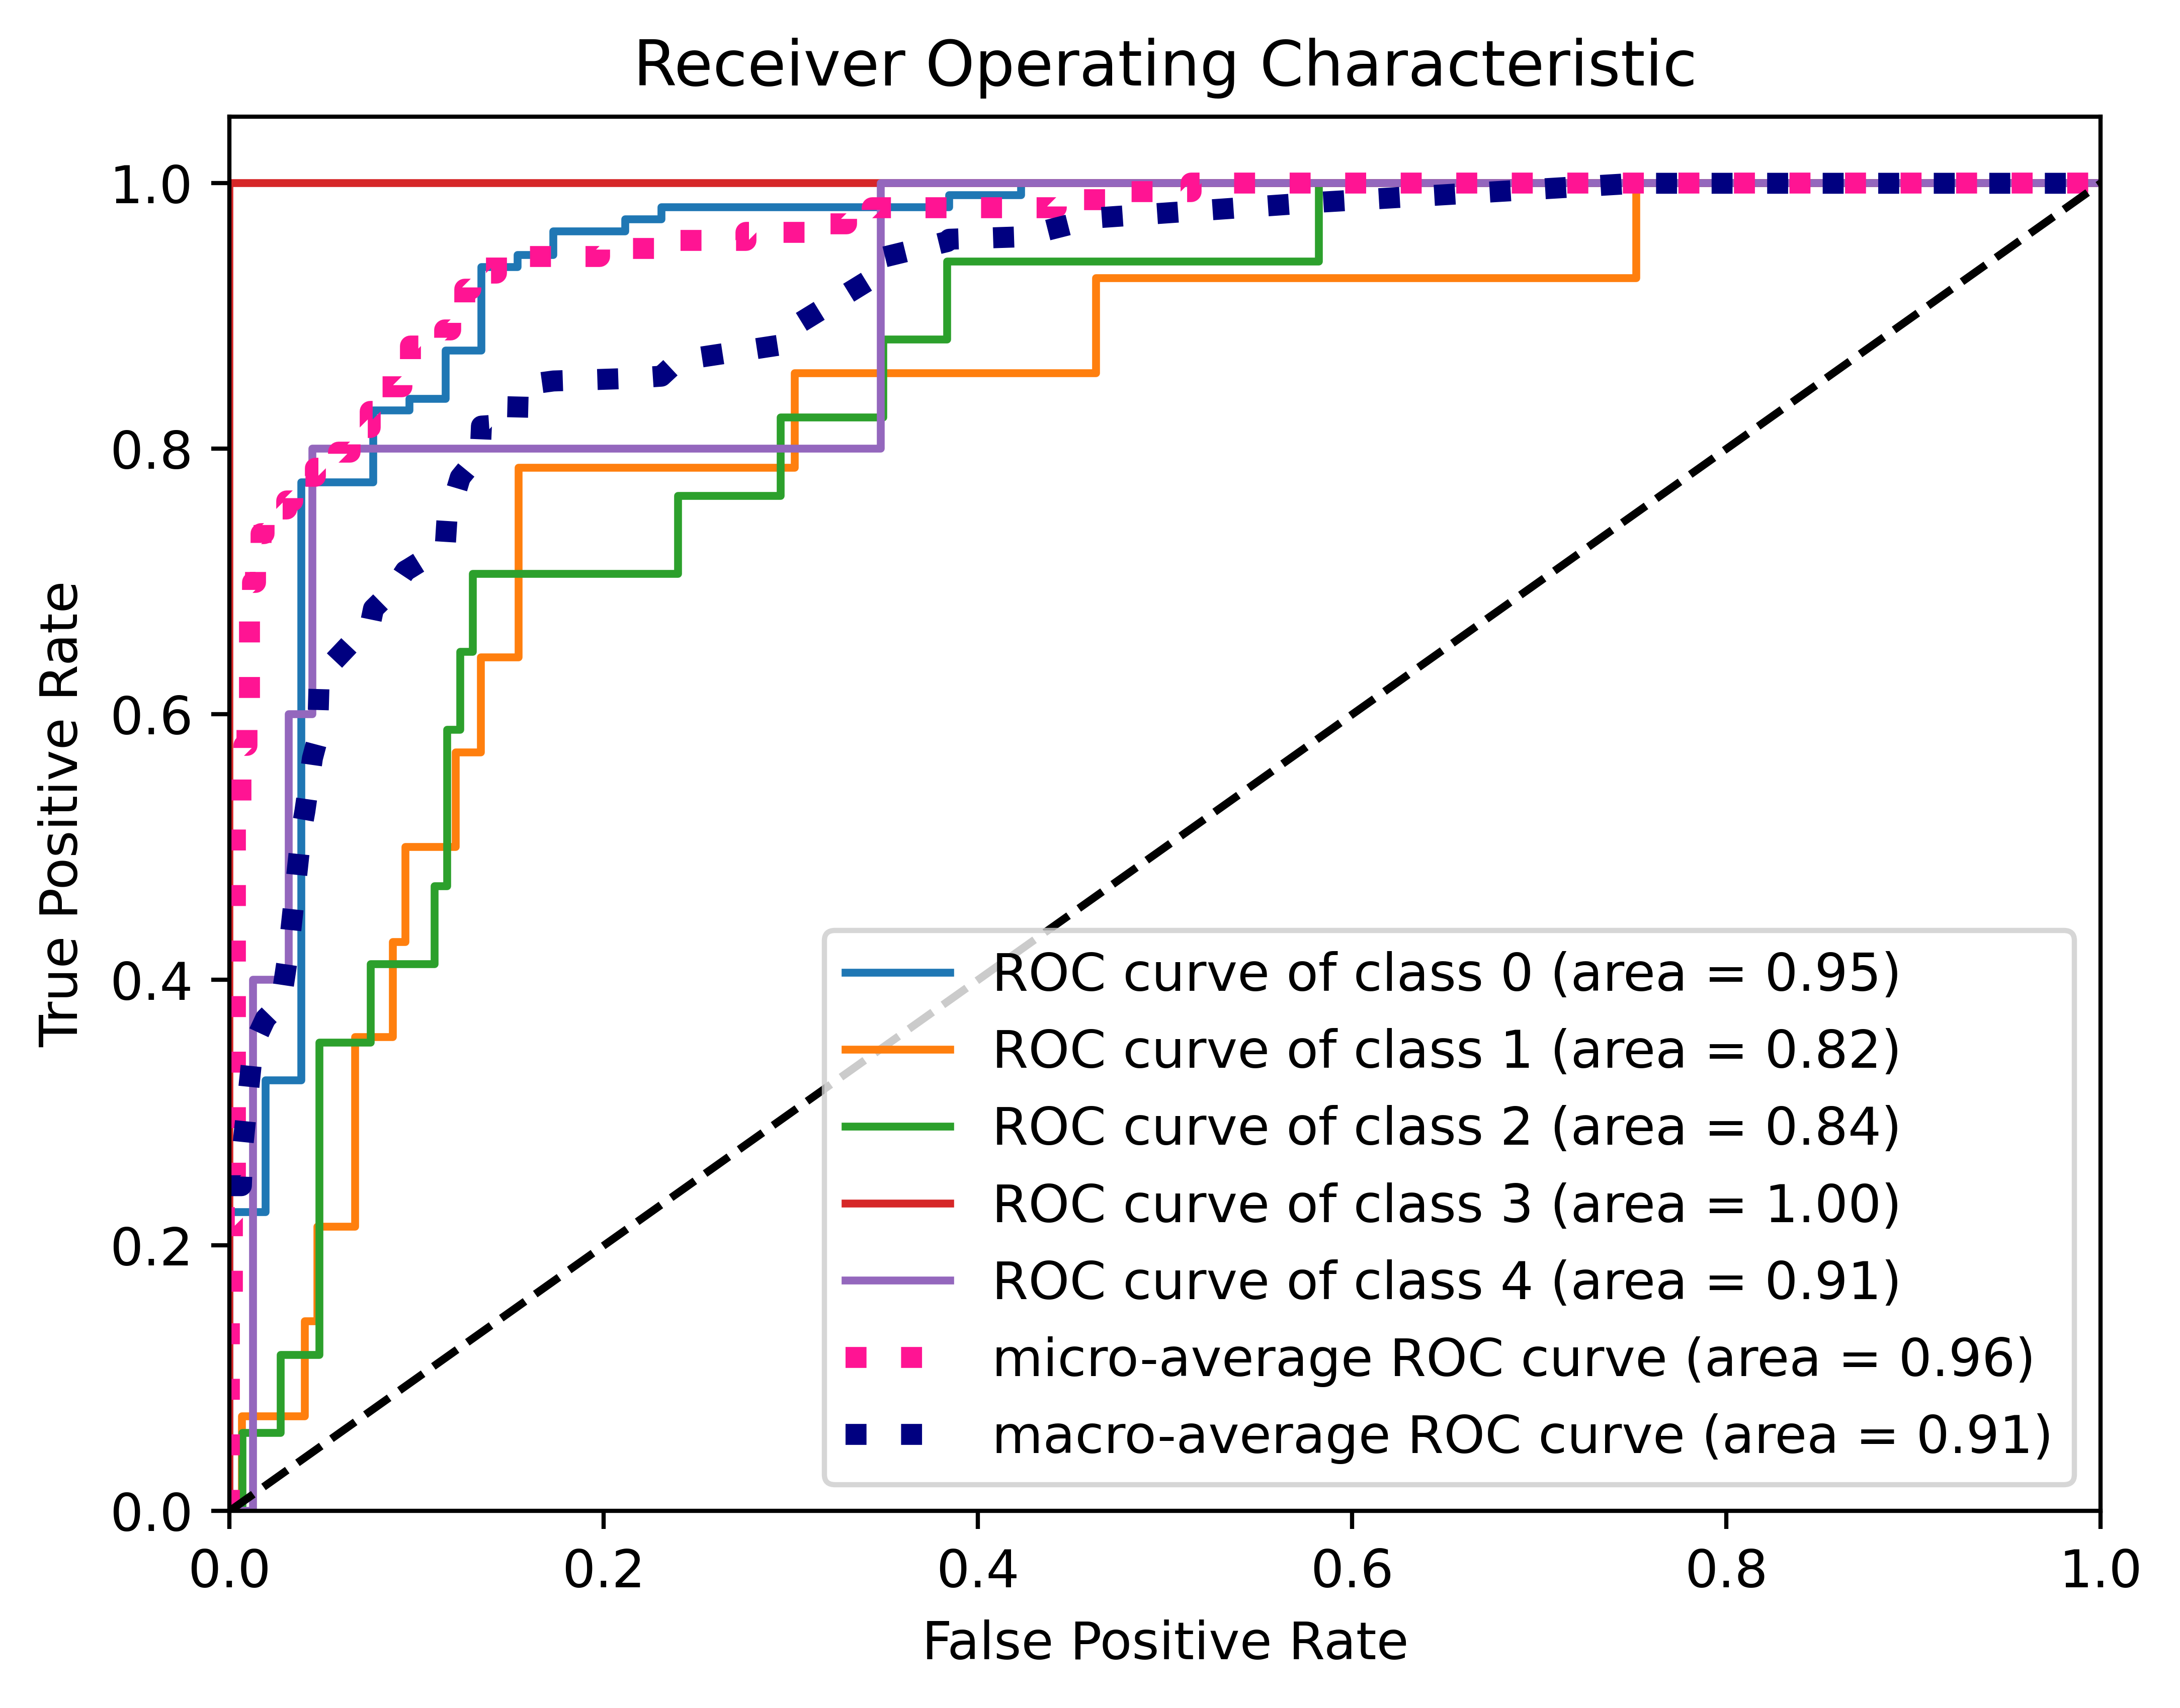 Receiver Operating Characteristic
1.0
0.8
0.6
0.4
0.2
0.0
True Positive Rate
ROC curve of class 0 (area = 0.95)
ROC curve of class 1 (area = 0.82)
ROC curve of class 2 (area = 0.84)
ROC curve of class 3 (area = 1.00)
ROC curve of class 4 (area = 0.91)
micro-average ROC curve (area = 0.96)
macro-average ROC curve (area = 0.91)
0.0 0.2 0.4 0.6 0.8 1.0
False Positive Rate